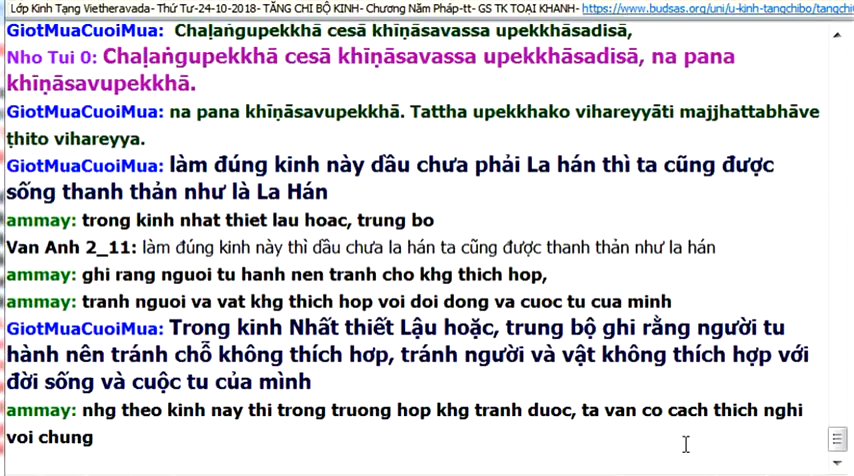 Lớp Kinh Tạng Vietheravada- Thứ Tư-24-10-2018- TĂNG CHI BỘ KINH- Chương Năm Pháp-tt- GS TK TOẠI KHANH- https://www.budsas.org/uni/u-kinh-tangchibo/tangchi
GiotMuaCuoiMua: Chaḷaṅgupekkhā cesā khīṇāsavassa upekkhāsadisā,
Nho Tui 0: Chaḷaṅgupekkhā cesā khīṇāsavassa upekkhāsadisā, na pana
khīṇāsavupekkhā.
GiotMuaCuoiMua: na pana khīṇāsavupekkhā. Tattha upekkhako vihareyyāti majjhattabhāve
ṭhito vihareyya.
GiotMuaCuoiMua: làm đúng kinh này dầu chưa phải La hán thì ta cũng được
sống thanh thản như là La Hán
ammay: trong kinh nhat thiet lau hoac, trung bo
Van Anh 2_11: làm đúng kinh này thì dầu chưa la hán ta cũng được thanh thản như la hán
ammay: ghi rang nguoi tu hanh nen tranh cho khg thich hop,
ammay: tranh nguoi va vat khg thich hop voi doi dong va cuoc tu cua minh
GiotMuaCuoiMua: Trong kinh Nhất thiết Lậu hoặc, trung bộ ghi rằng người tu
hành nên tránh chỗ không thích hơp, tránh người và vật không thích hợp với
đời sống và cuộc tu của mình
ammay: nhg theo kinh nay thi trong truong hop khg tranh duoc, ta van co cach thich nghi
voi chung